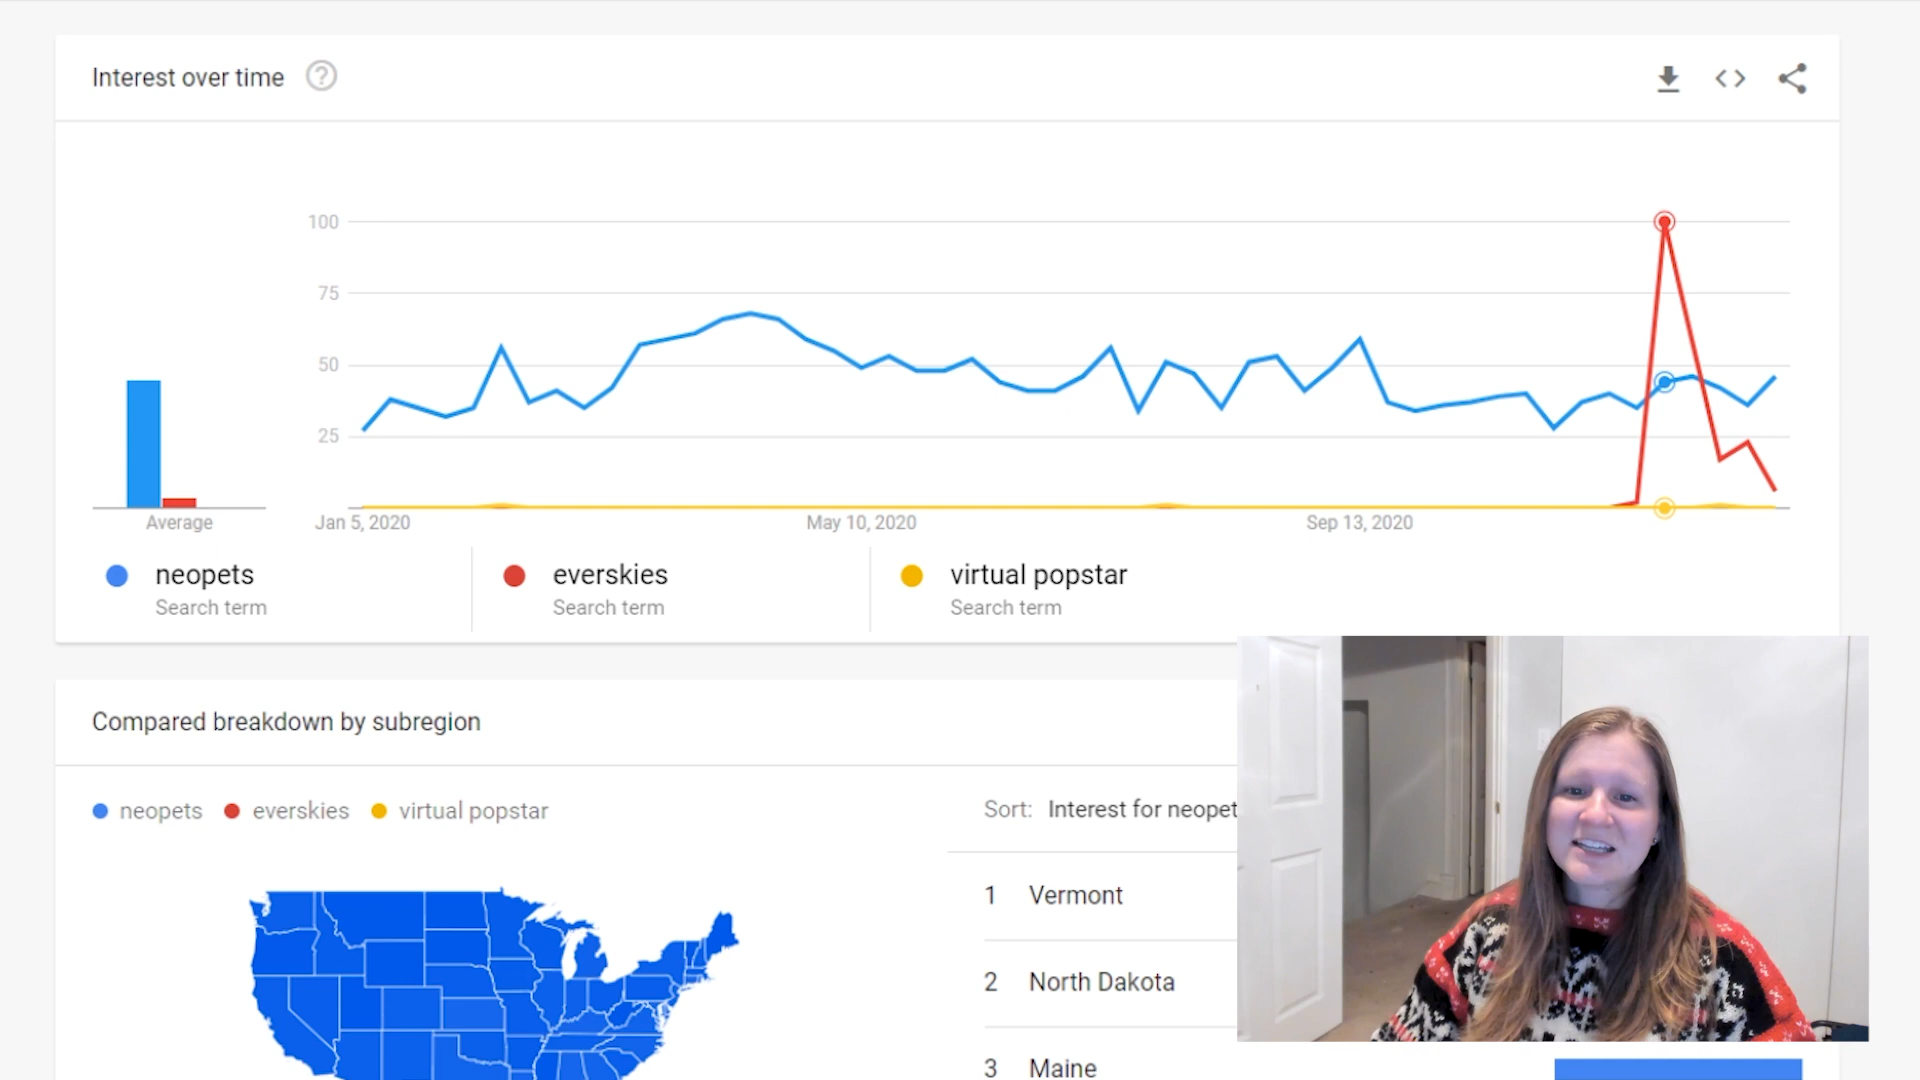 Interest over time
100
75
50
25
Average
Jan 5, 2020
May 10, 2020
Sep 13, 2020
neopets
Search term
everskies
Search term
virtual popstar
Search term
Compared breakdown by subregion
neopets
everskies
virtual popstar
Sort: Interest for neopet
1 Vermont
2 North Dakota
3 Maine